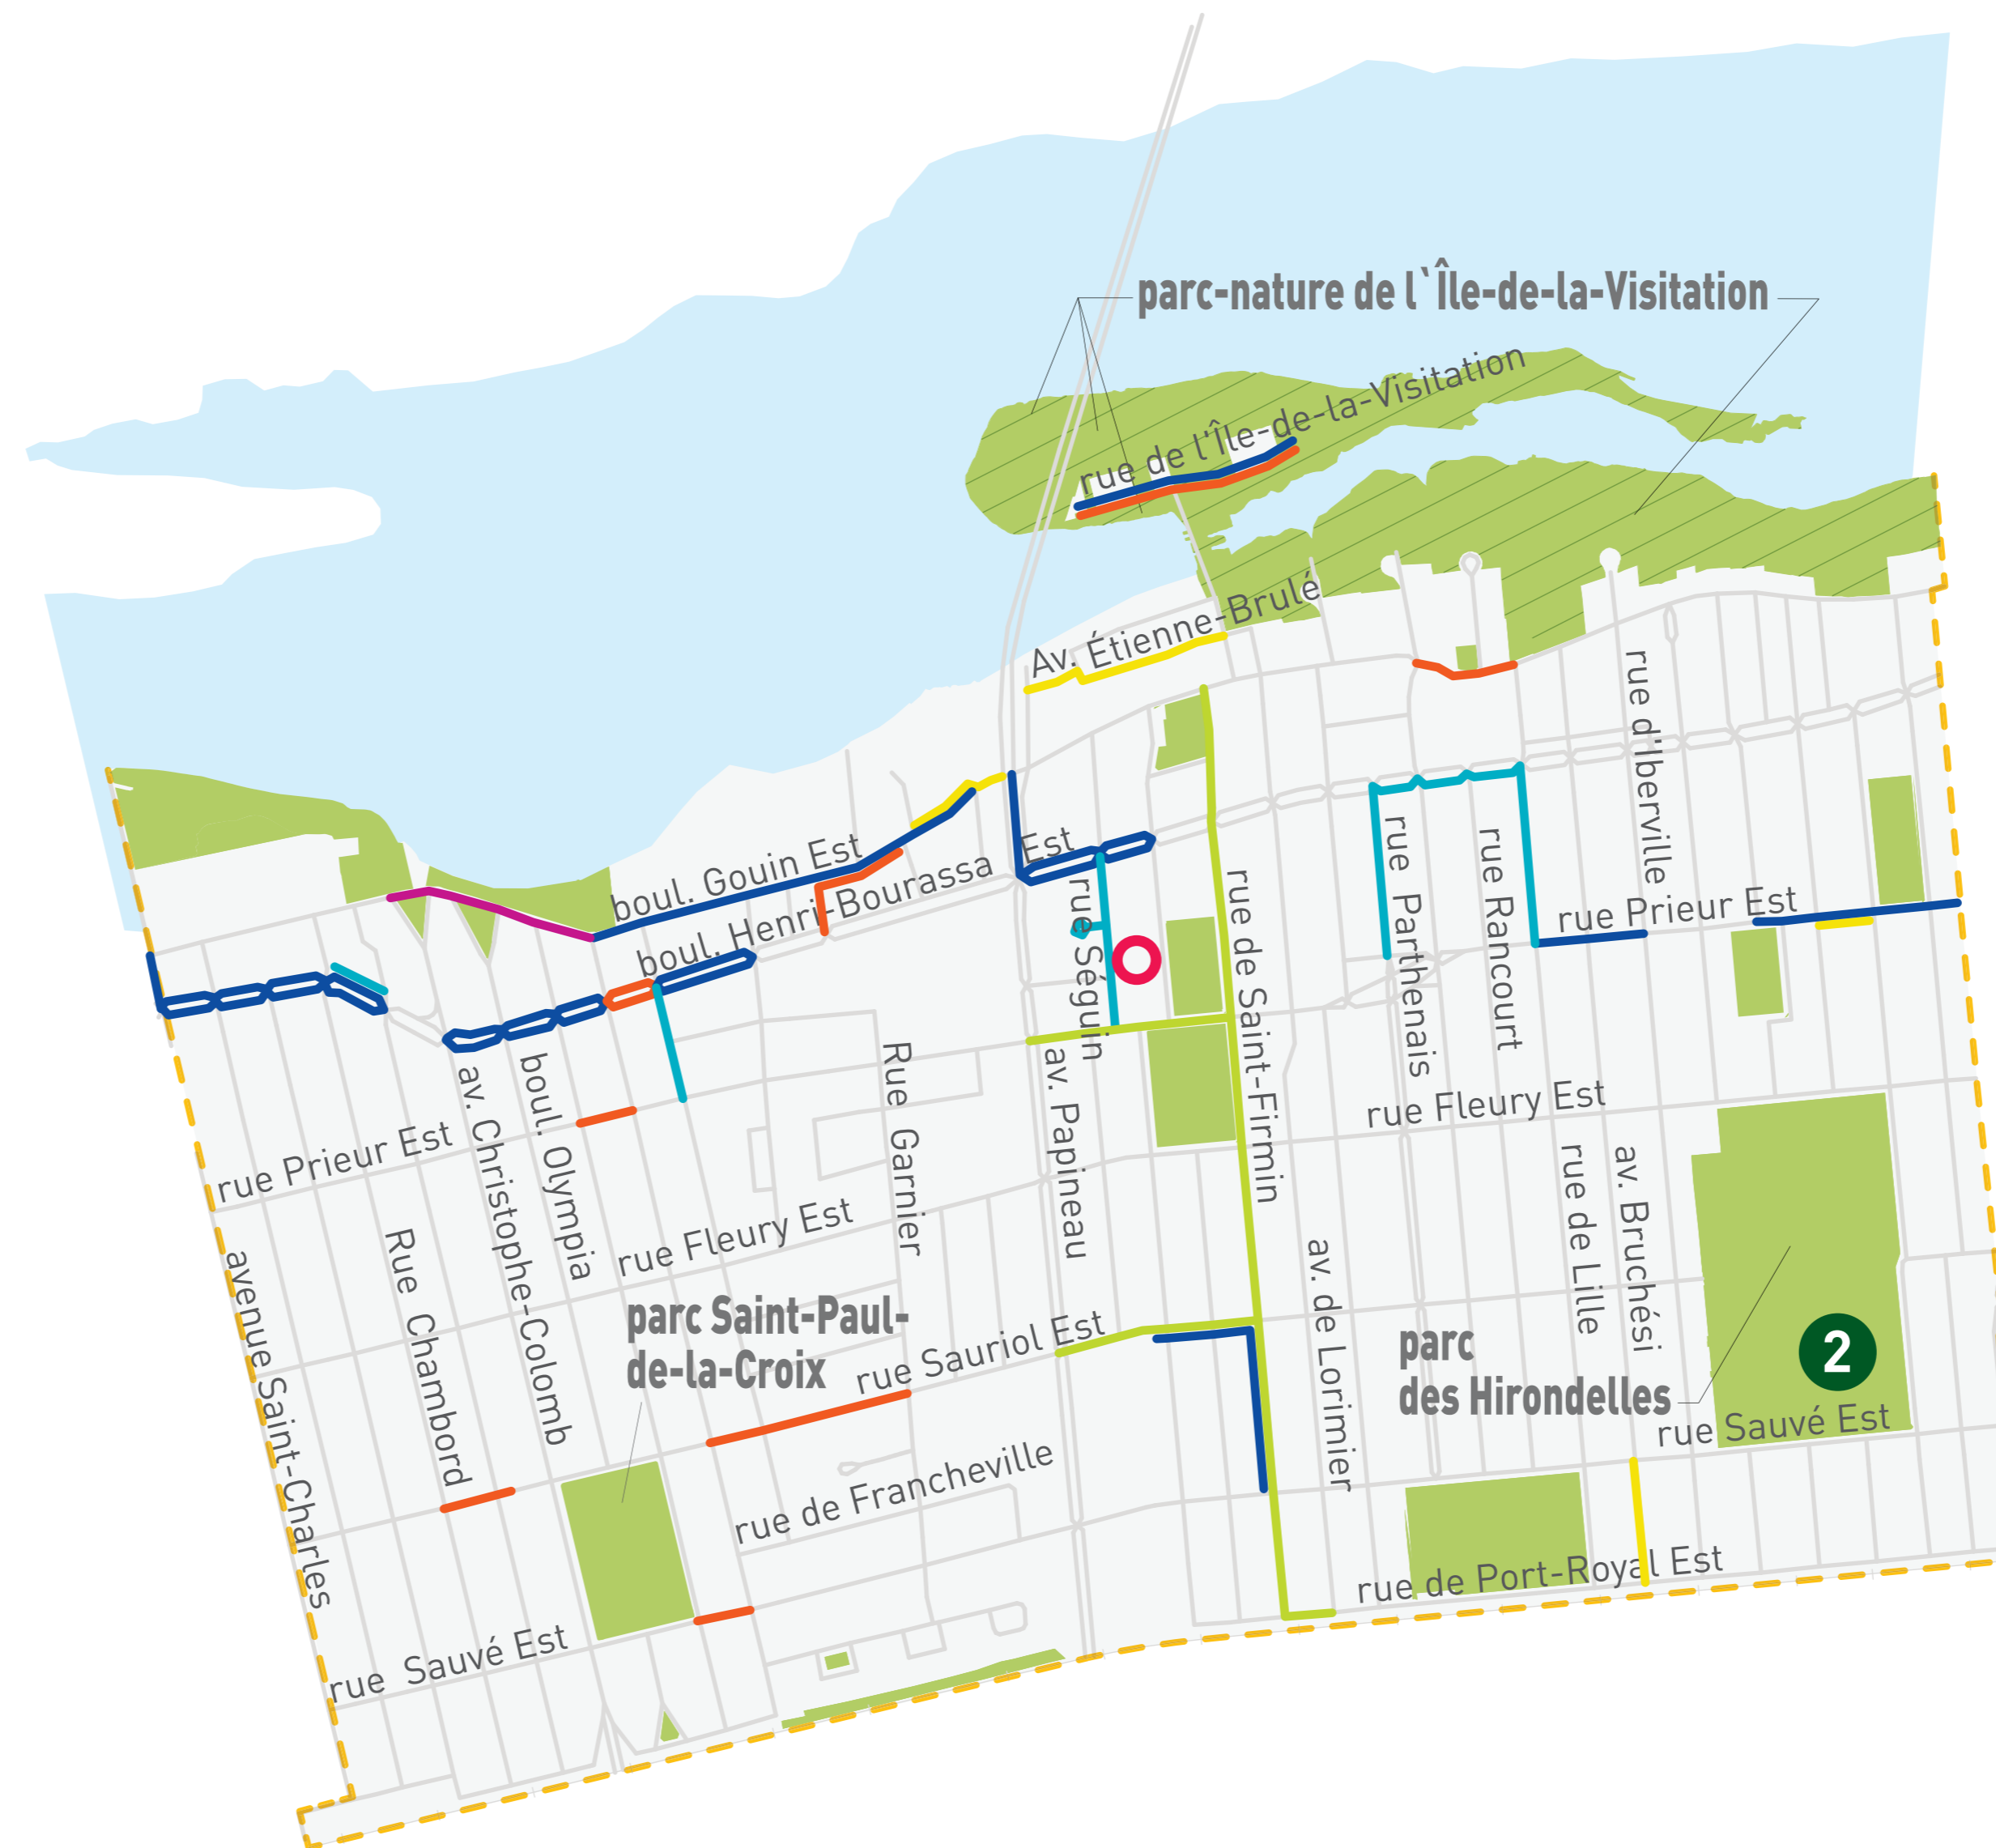 parc-nature de l`Île-de-la-Visitation
rue de l'Île-de-la-Visitation
Av. Étienne-Brulé
boul. Gouin Est
boul. Henri-Bourassa Est
rue Séguin
rue de Saint-Firmin
rue Parthenais
rue Rancourt
rue d'Iberville
rue Prieur Est
rue Prieur Est
av. Christophe-Colomb
boul. Olympia
Rue Garnier
av. Papineau
rue Fleury Est
rue Fleury Est
avenue Saint-Charles
Rue Chambord
parc Saint-Paul-
de-la-Croix
rue Sauriol Est
av. de Lorimier
rue de Lille
av. Bruchési
parc
des Hirondelles
2
rue Sauvé Est
rue de Francheville
rue de Port-Royal Est
rue Sauvé Est